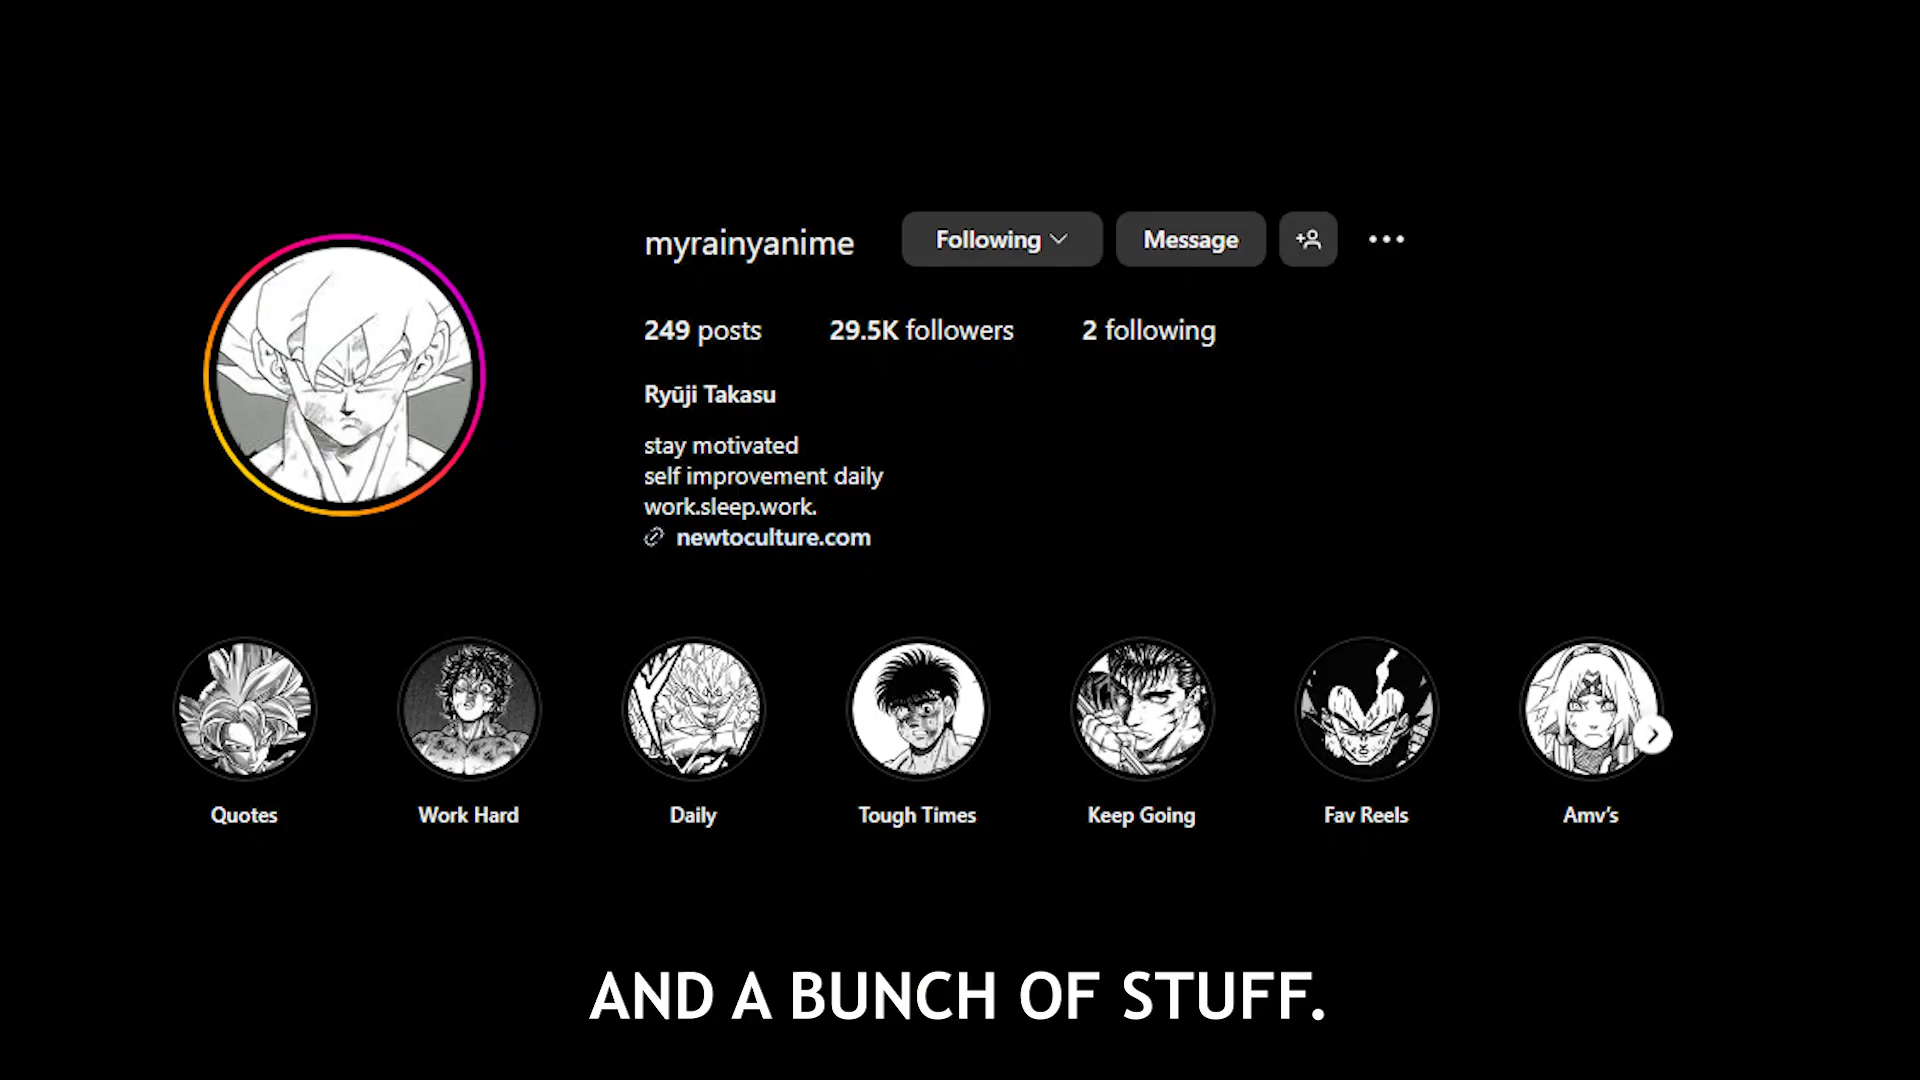 myrainyanime
Following
Message
249 posts
29.5K followers
2 following
Ryūji Takasu
stay motivated
self improvement daily
work.sleep.work.
newtoculture.com
Quotes
Work Hard
Daily
Tough Times
Keep Going
Fav Reels
Amv's
AND A BUNCH OF STUFF.